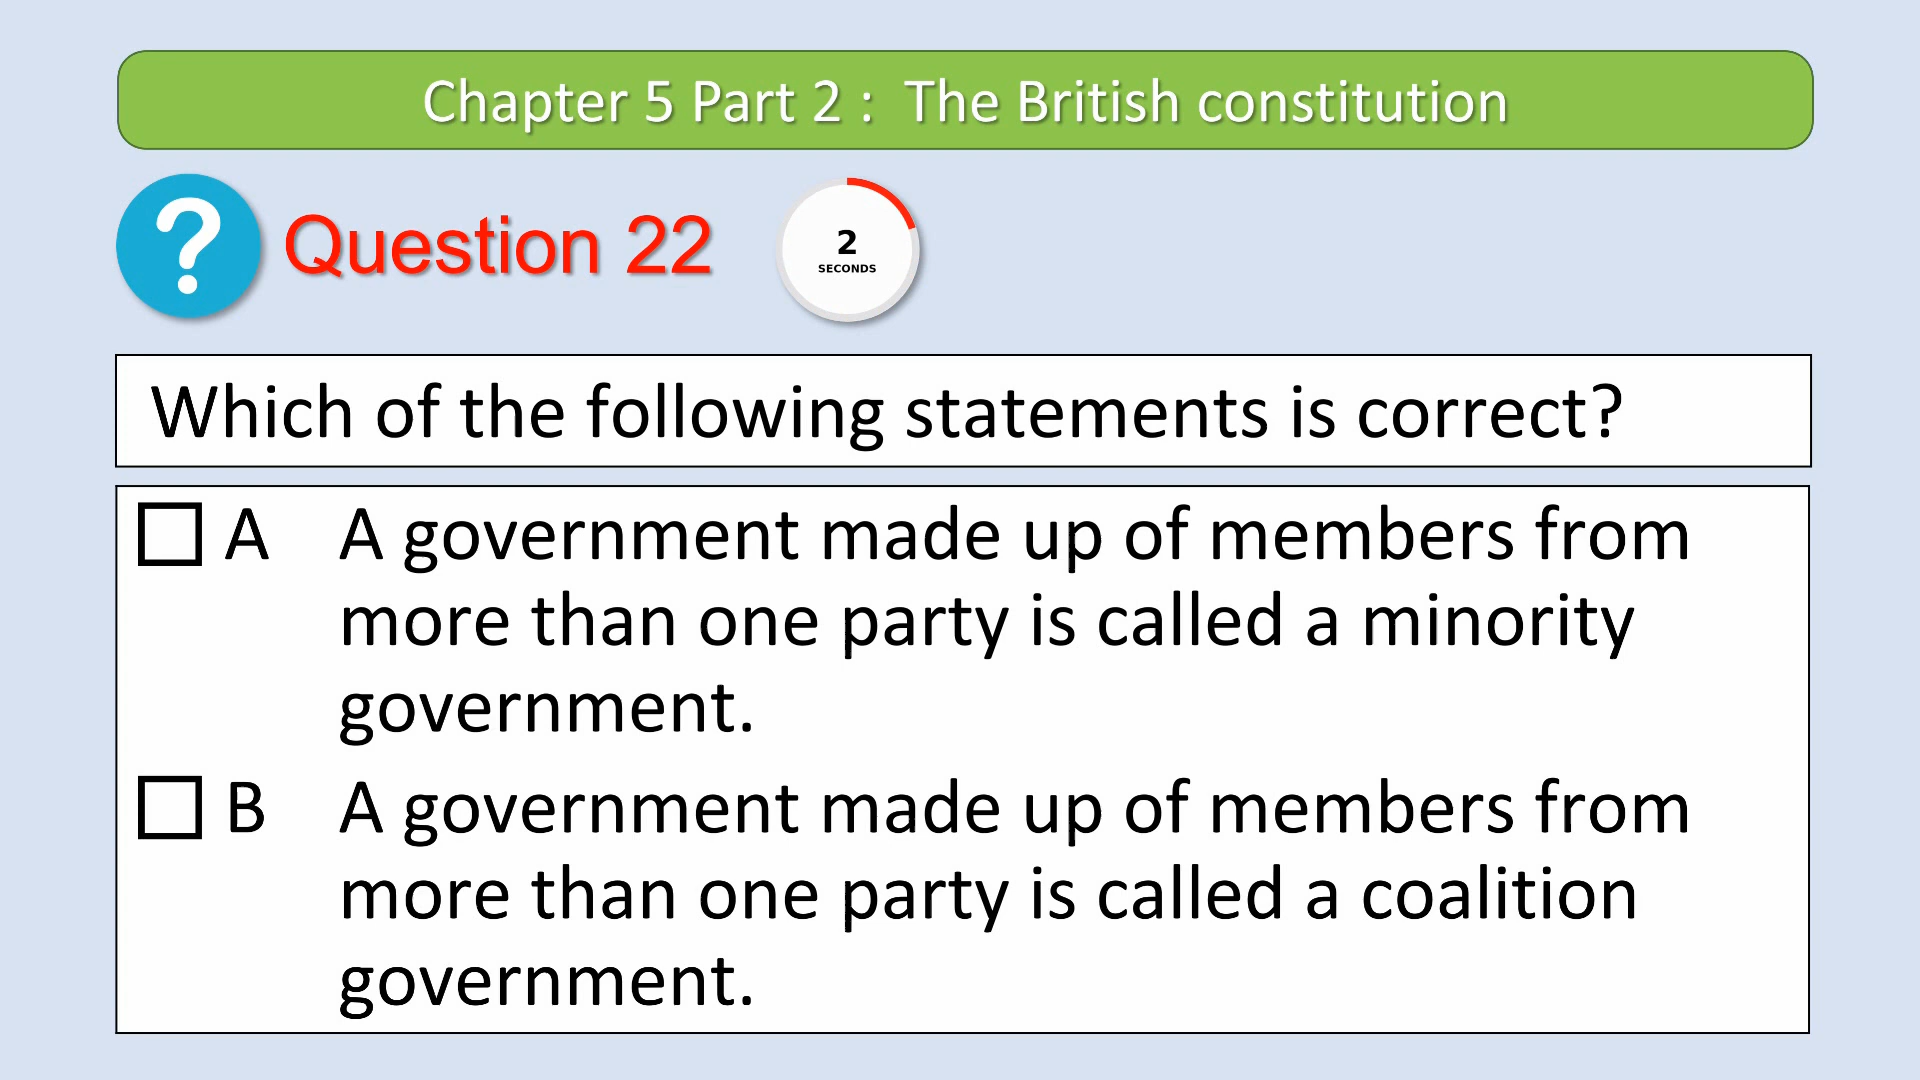 Chapter 5 Part 2 :  The British constitution
?
Question 22
2
SECONDS
Which of the following statements is correct?
A A government made up of members from
more than one party is called a minority
government.
B A government made up of members from
more than one party is called a coalition
government.